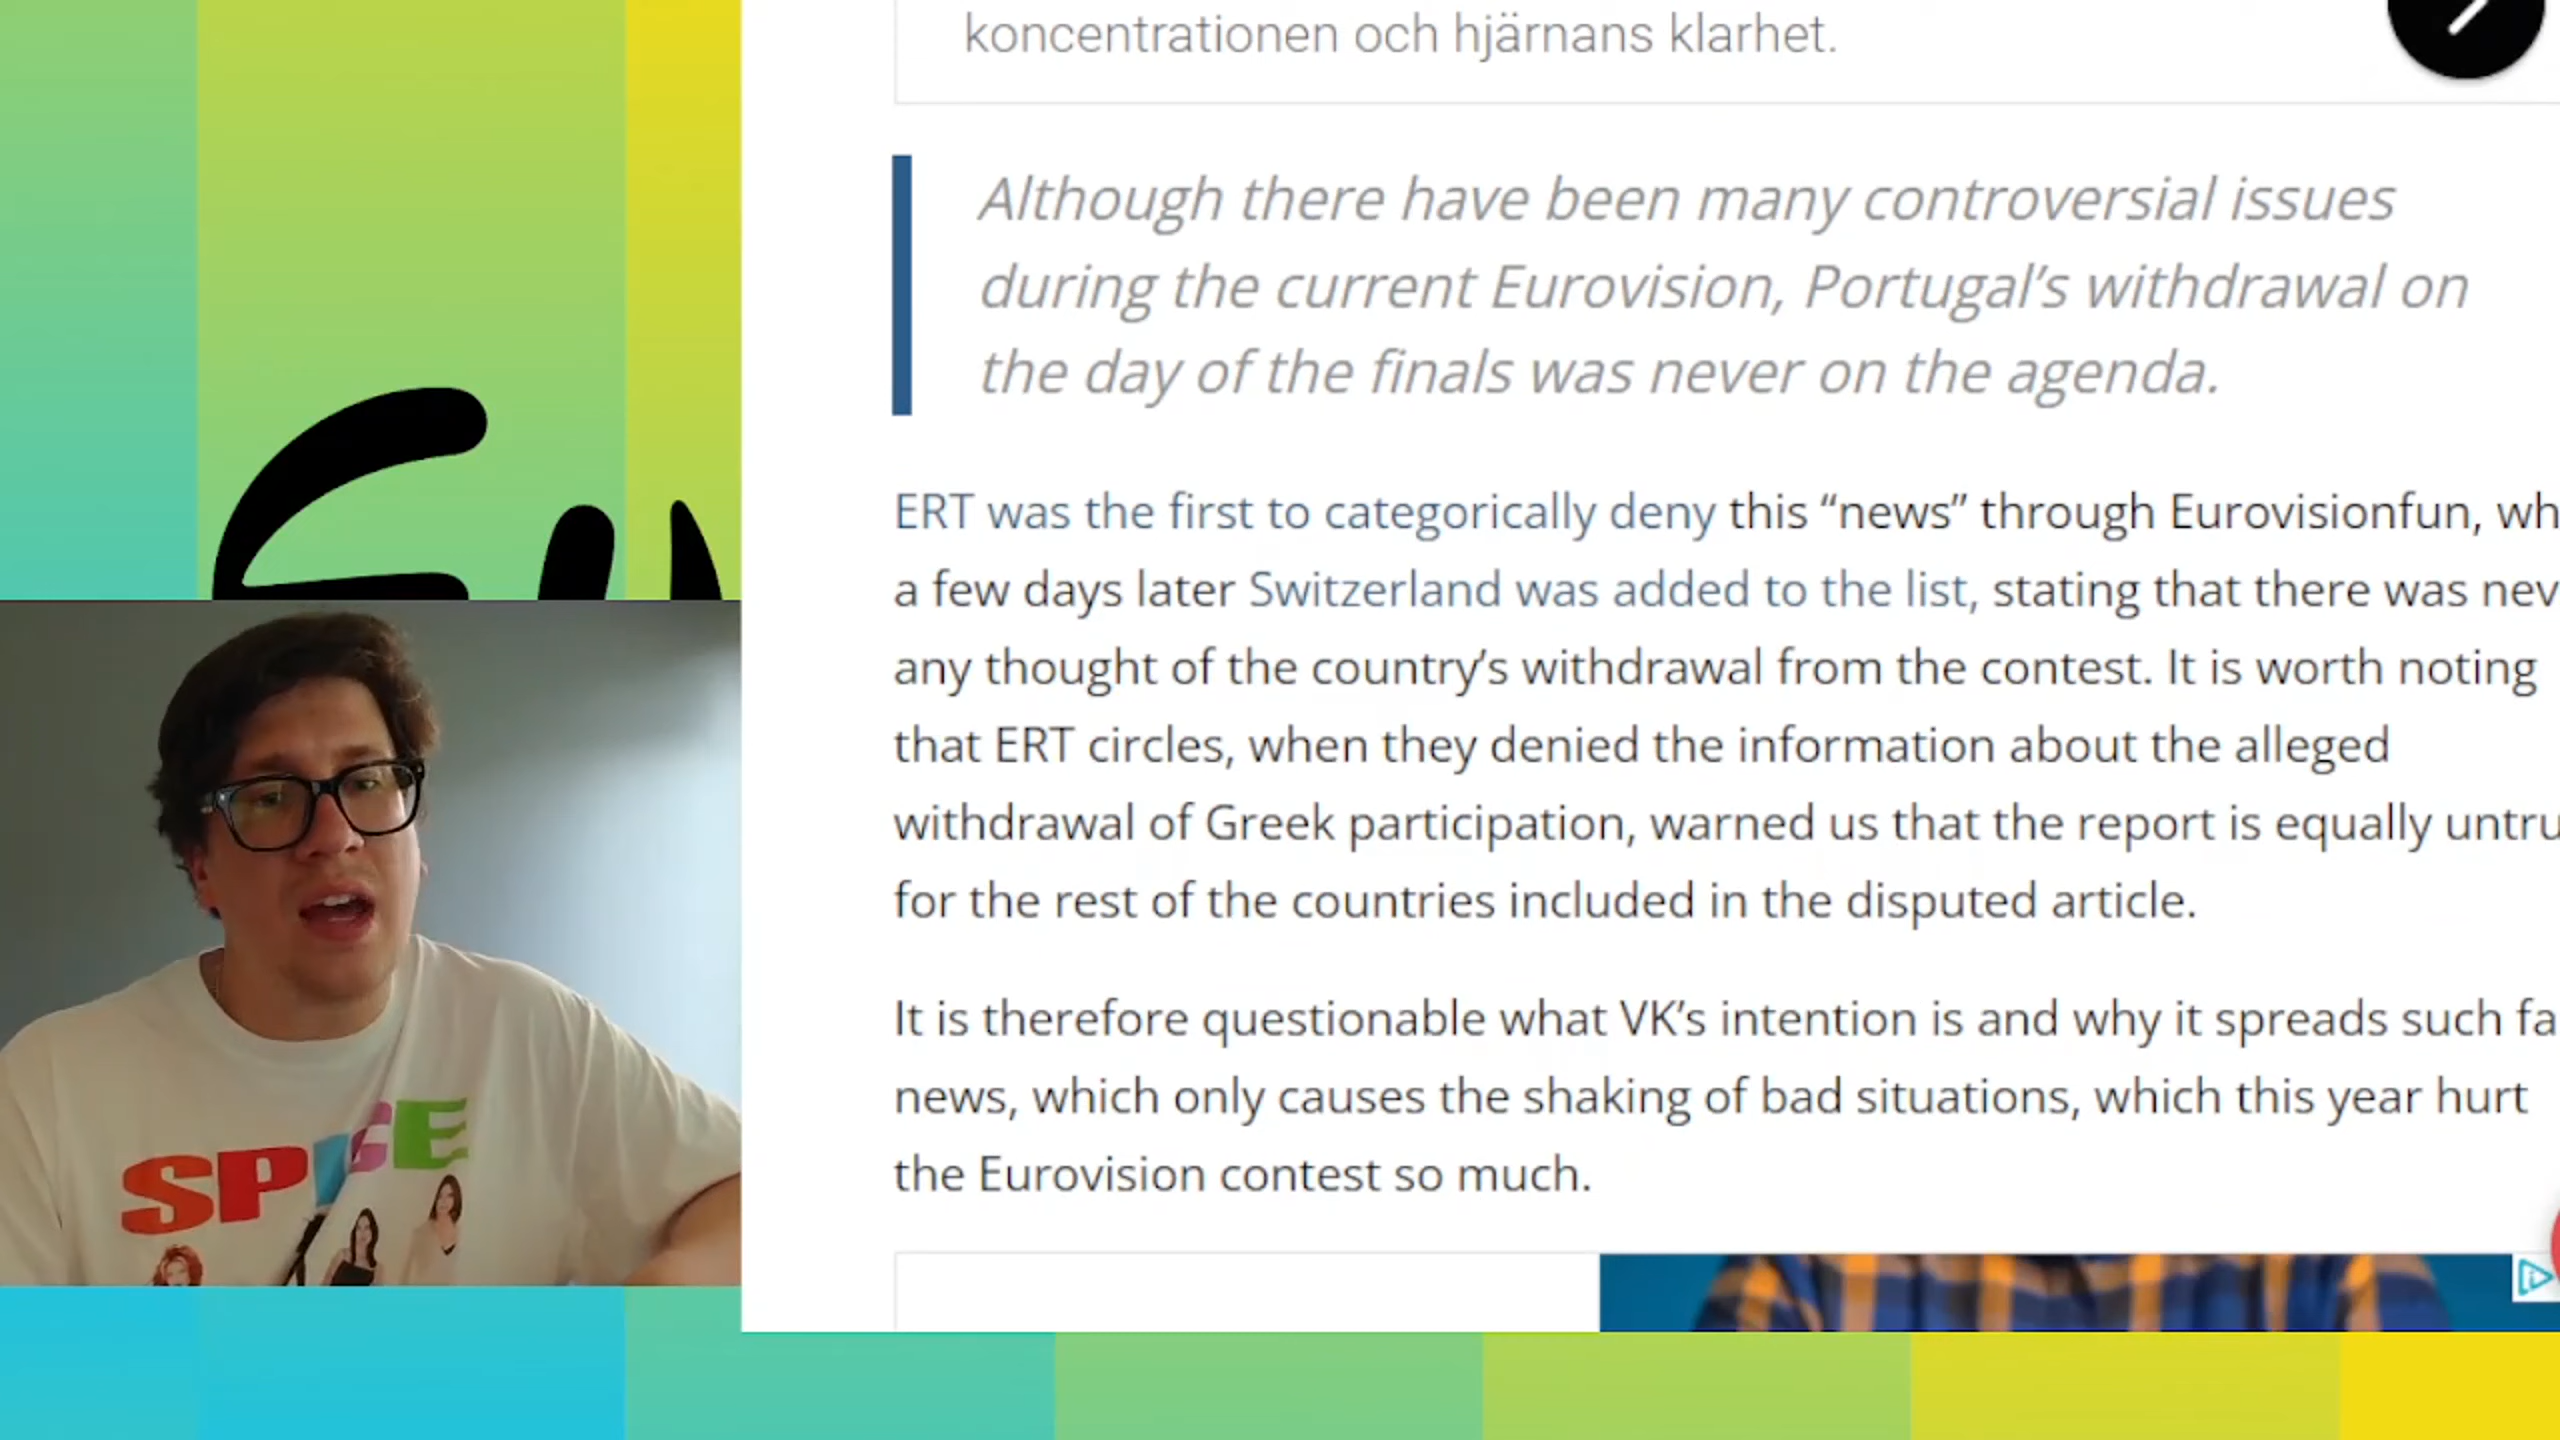 koncentrationen och hjärnans klarhet.
Although there have been many controversial issues
during the current Eurovision, Portugal’s withdrawal on
the day of the finals was never on the agenda.
ERT was the first to categorically deny this “news” through Eurovisionfun,
a few days later Switzerland was added to the list, stating that there was
any thought of the country’s withdrawal from the contest. It is worth noting
that ERT circles, when they denied the information about the alleged
withdrawal of Greek participation, warned us that the report is equally
for the rest of the countries included in the disputed article.
It is therefore questionable what VK’s intention is and why it spreads such
news, which only causes the shaking of bad situations, which this year hurt
the Eurovision contest so much.
SPICE